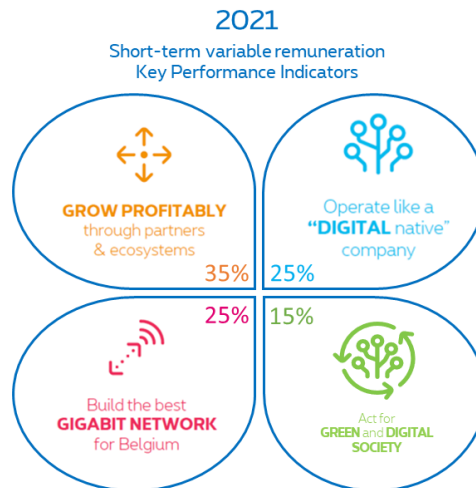 2021
Short-term variable remuneration
Key Performance Indicators
GROW PROFITABLY
through partners
& ecosystems
35%
Operate like a
“DIGITAL native”
company
25%
25%
Build the best
GIGABIT NETWORK
for Belgium
15%
Act for
GREEN and DIGITAL
SOCIETY